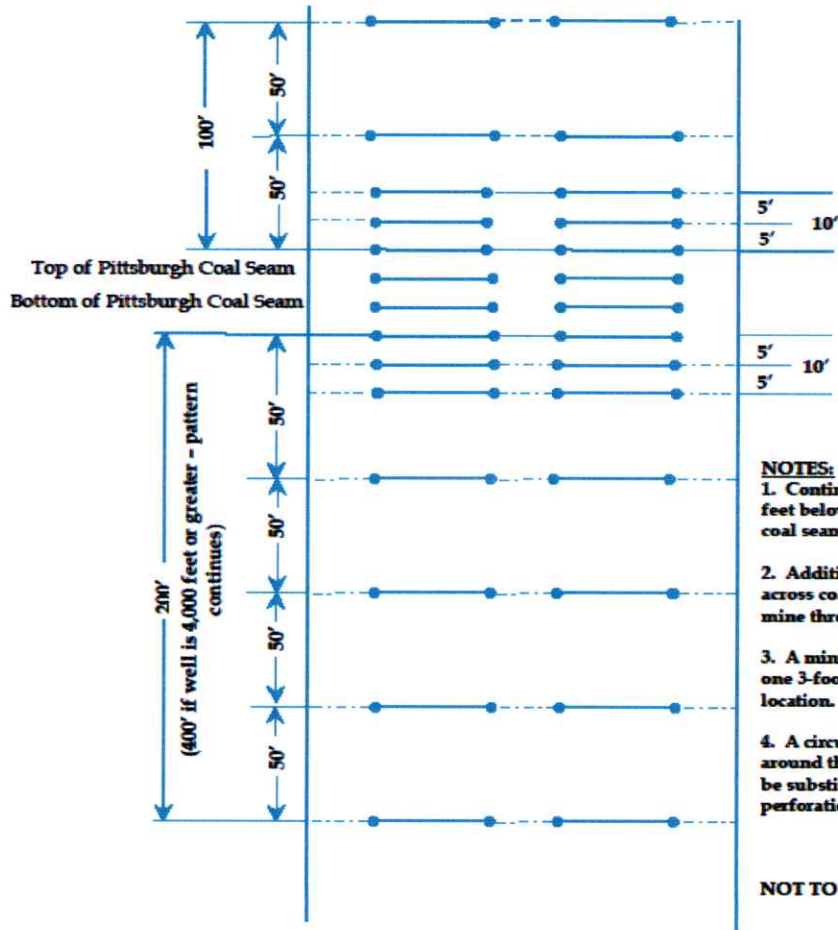 100'
50'
50'
5'
5'
10'
Top of Pittsburgh Coal Seam
Bottom of Pittsburgh Coal Seam
5'
5'
10'
200'
(400' if well is 4,000 feet or greater – pattern
continues)
50'
50'
50'
50'
NOTES:
1. Contin
feet belov
coal seam
2. Additi
across co
mine thro
3. A min
one 3-foo
location.
4. A circu
around th
be substi
perforatio
NOT TO